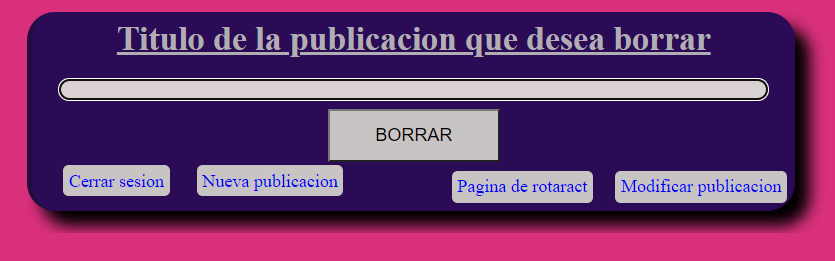 Titulo de la publicacion que desea borrar
BORRAR
Cerrar sesion
Nueva publicacion
Pagina de rotaract
Modificar publicacion